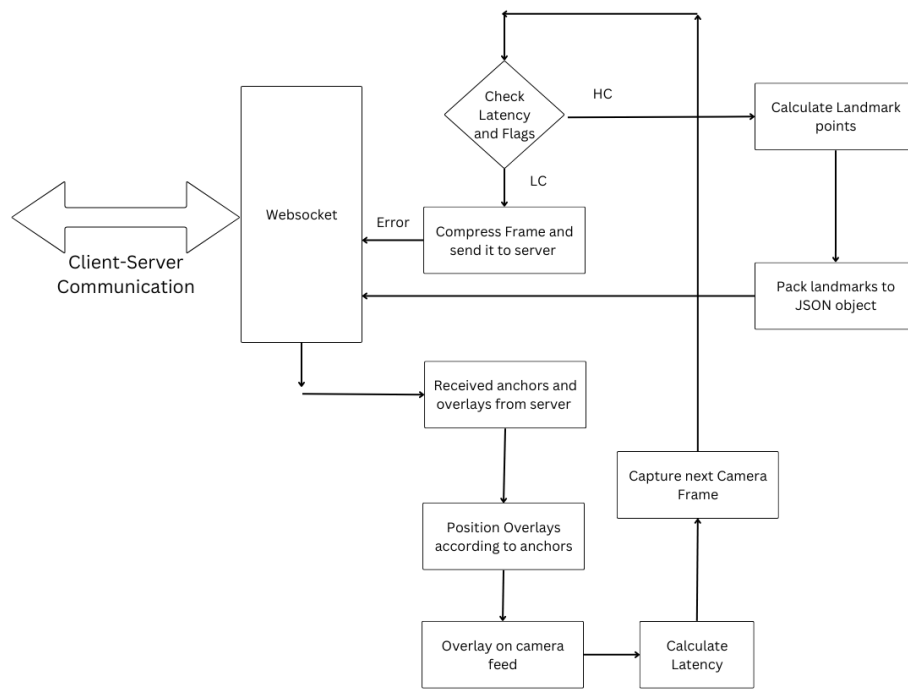 Check
Latency
and Flags
HC
Calculate Landmark
points
LC
Websocket
Error
Compress Frame and
send it to server
Client-Server
Communication
Pack landmarks to
JSON object
Received anchors and
overlays from server
Capture next Camera
Frame
Position Overlays
according to anchors
Overlay on camera
feed
Calculate
Latency